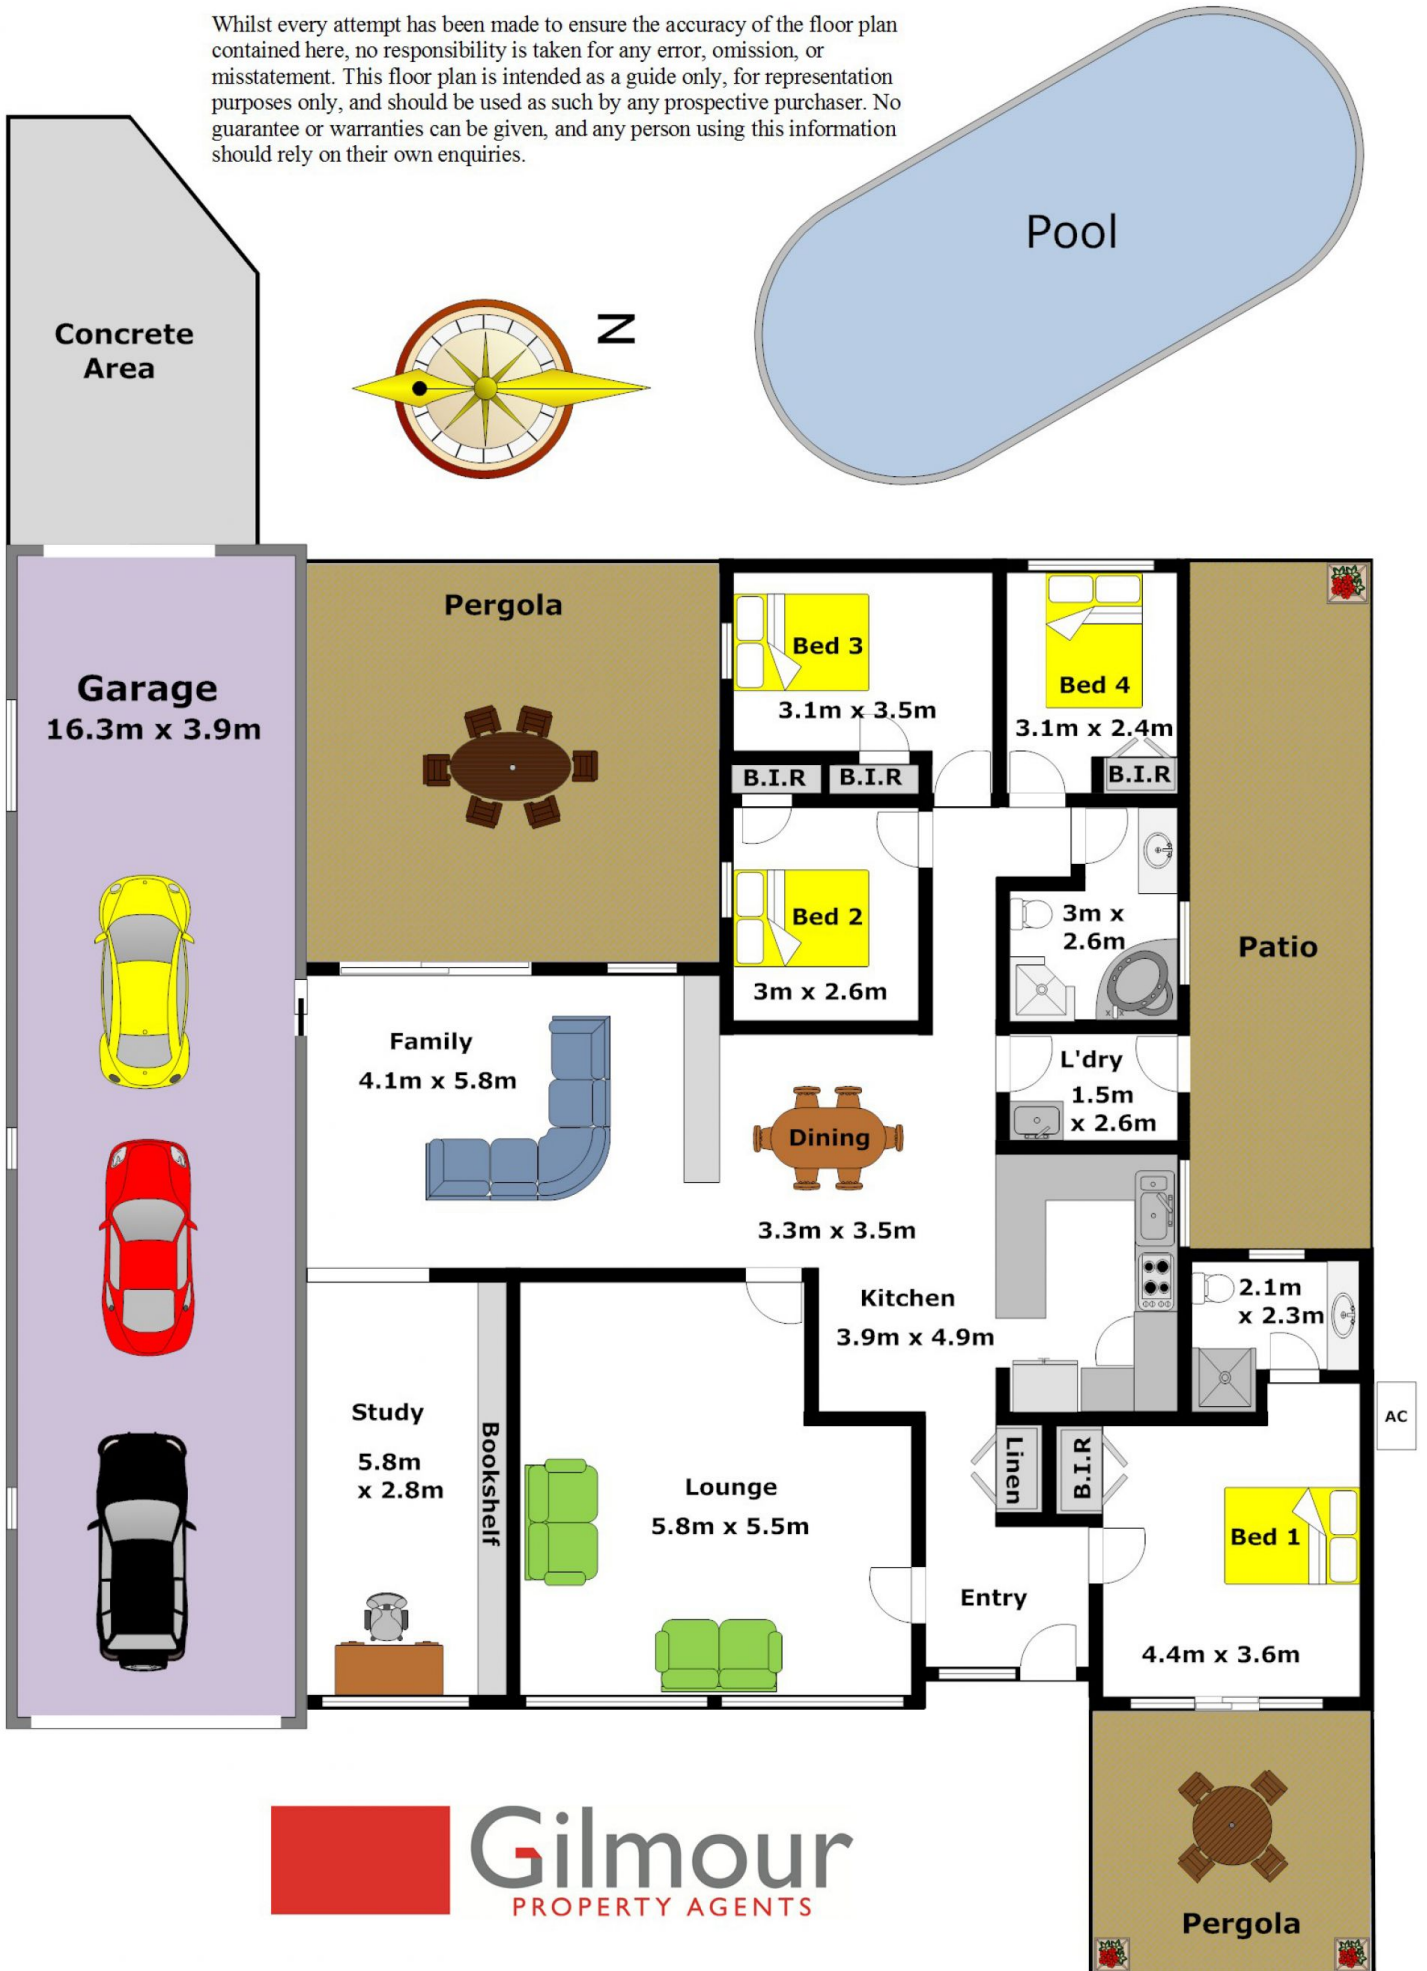 Whilst every attempt has been made to ensure the accuracy of the floor plan
contained here, no responsibility is taken for any error, omission, or
misstatement. This floor plan is intended as a guide only, for representation
purposes only, and should be used as such by any prospective purchaser. No
guarantee or warranties can be given, and any person using this information
should rely on their own enquiries.
Pool
Concrete
Area
N
Pergola
Garage
16.3m x 3.9m
Bed 3
3.1m x 3.5m
Bed 4
3.1m x 2.4m
B.I.R
B.I.R
B.I.R
Bed 2
3m x 2.6m
3m x
2.6m
Patio
Family
4.1m x 5.8m
L'dry
1.5m
x 2.6m
Dining
3.3m x 3.5m
Kitchen
3.9m x 4.9m
2.1m
x 2.3m
AC
Study
5.8m
x 2.8m
Bookshelf
Lounge
5.8m x 5.5m
Linen
B.I.R
Bed 1
4.4m x 3.6m
Entry
Gilmour
PROPERTY AGENTS
Pergola